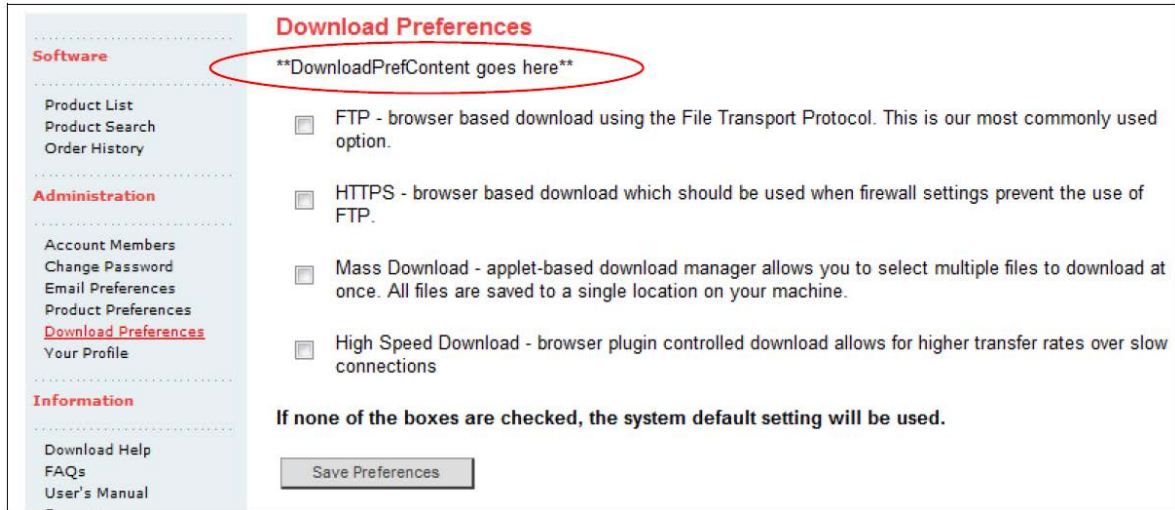 Software
Product List
Product Search
Order History
Administration
Account Members
Change Password
Email Preferences
Product Preferences
Download Preferences
Your Profile
Information
Download Help
FAQs
User's Manual
Download Preferences
**DownloadPrefContent goes here**
FTP - browser based download using the File Transport Protocol. This is our most commonly used
option.
HTTPS - browser based download which should be used when firewall settings prevent the use of
FTP.
Mass Download - applet-based download manager allows you to select multiple files to download at
once. All files are saved to a single location on your machine.
High Speed Download - browser plugin controlled download allows for higher transfer rates over slow
connections
If none of the boxes are checked, the system default setting will be used.
Save Preferences